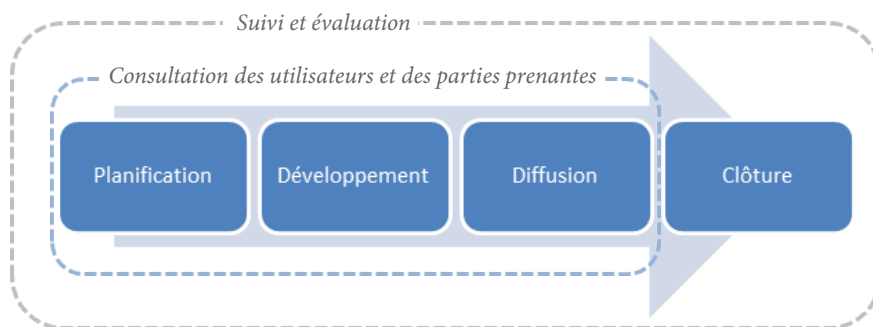 Suivi et évaluation
Consultation des utilisateurs et des parties prenantes
Planification
Développement
Diffusion
Clôture